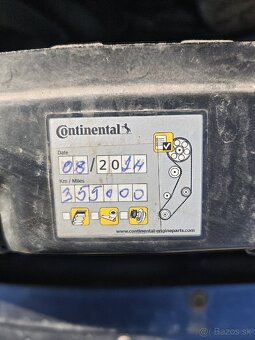 Continental
Date
08/2014
Km / Miles
355000
www.continental-engineparts.com
Bazos.sk